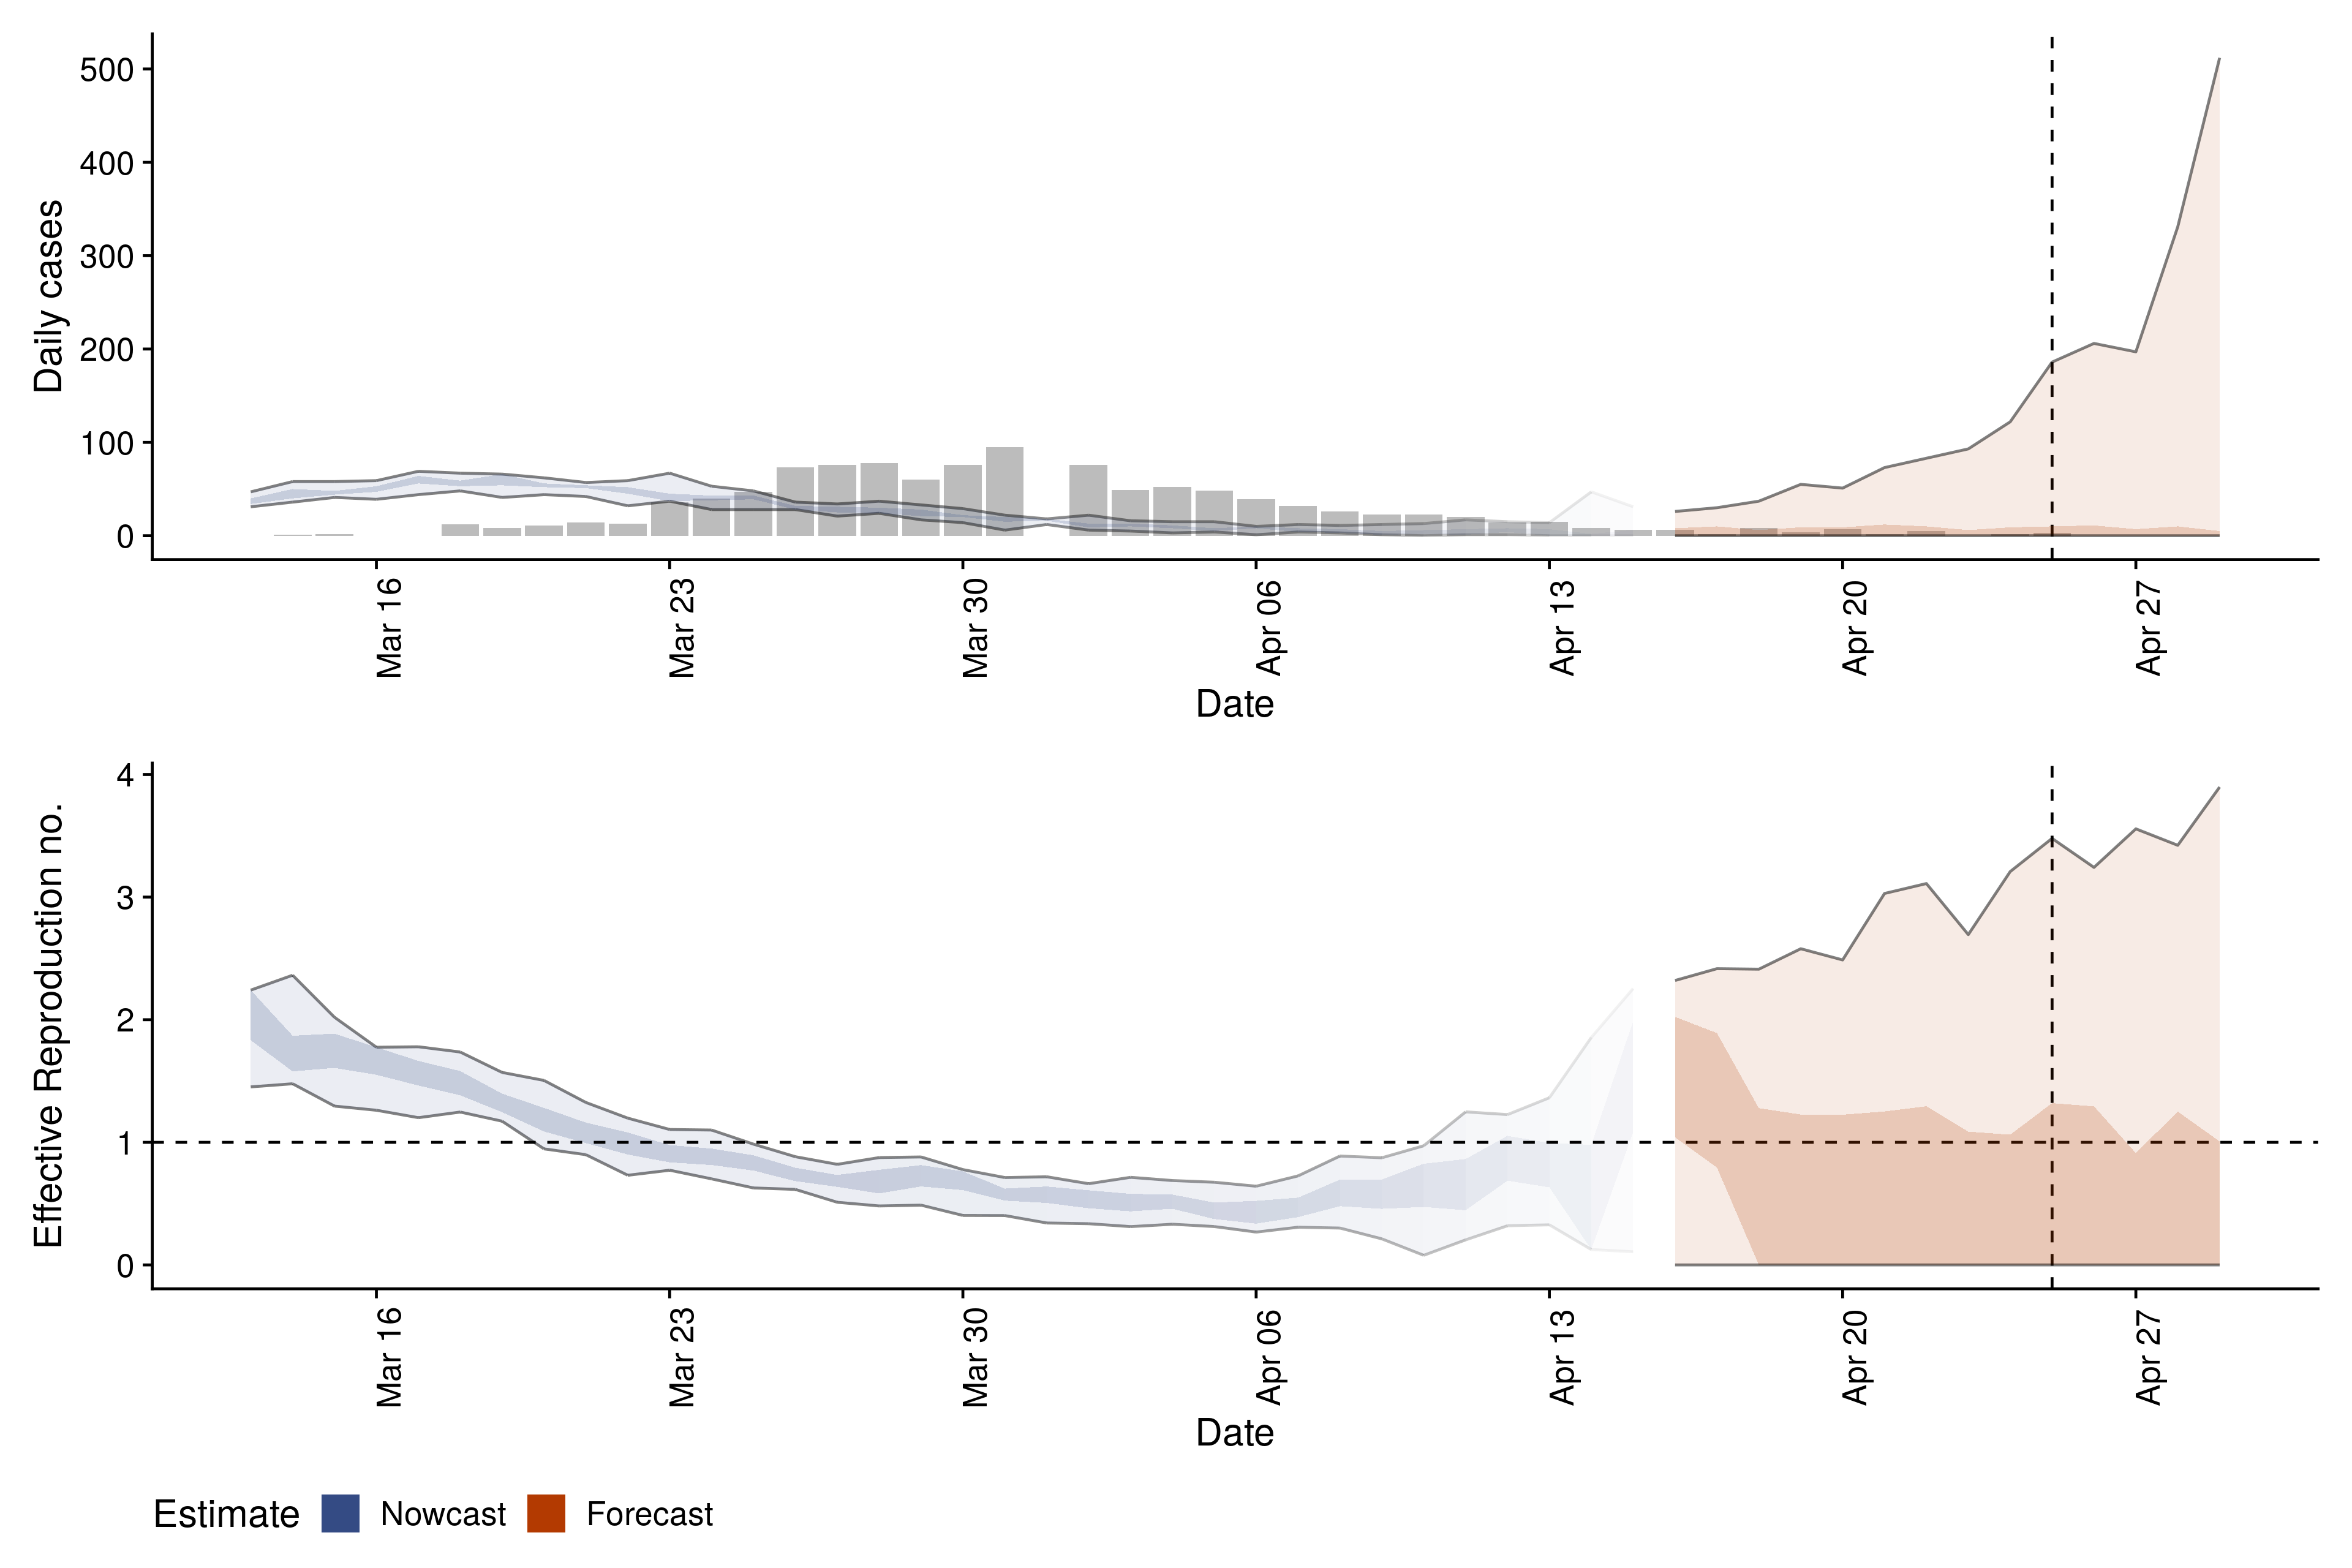 500
400
300
200
100
0
Daily cases
Mar 16
Mar 23
Mar 30
Apr 06
Apr 13
Apr 20
Apr 27
Date
4
3
2
1
0
Effective Reproduction no.
Mar 16
Mar 23
Mar 30
Apr 06
Apr 13
Apr 20
Apr 27
Date
Estimate Nowcast Forecast